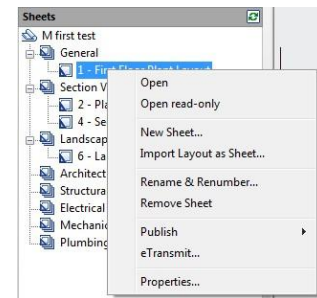 Sheets
M first test
General
1 - First Floor Plant Layout
Section V
2 - Pla
4 - Se
Landscap
6 - La
Architect
Structura
Electrical
Mechanic
Plumbing
Open
Open read-only
New Sheet...
Import Layout as Sheet...
Rename & Renumber...
Remove Sheet
Publish
eTransmit...
Properties...